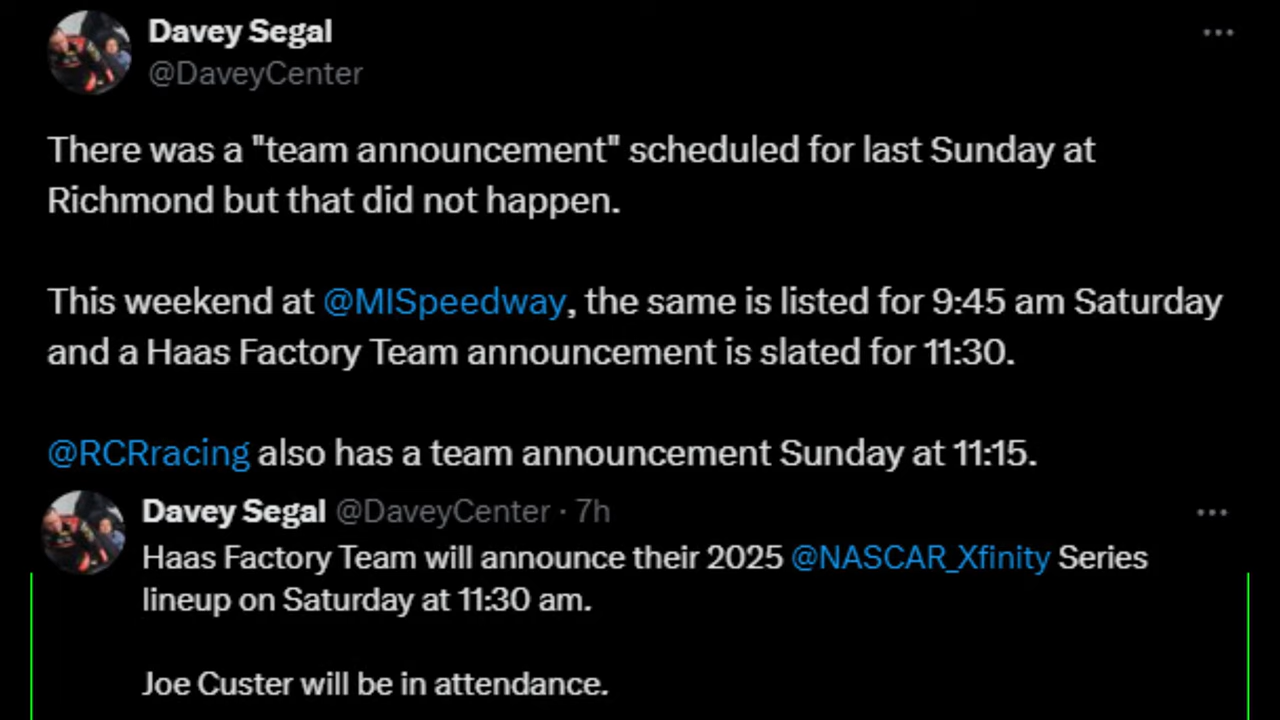 Davey Segal
@DaveyCenter
There was a "team announcement" scheduled for last Sunday at
Richmond but that did not happen.
This weekend at @MISpeedway, the same is listed for 9:45 am Saturday
and a Haas Factory Team announcement is slated for 11:30.
@RCRracing also has a team announcement Sunday at 11:15.
Davey Segal @DaveyCenter · 7h
Haas Factory Team will announce their 2025 @NASCAR_Xfinity Series
lineup on Saturday at 11:30 am.
Joe Custer will be in attendance.